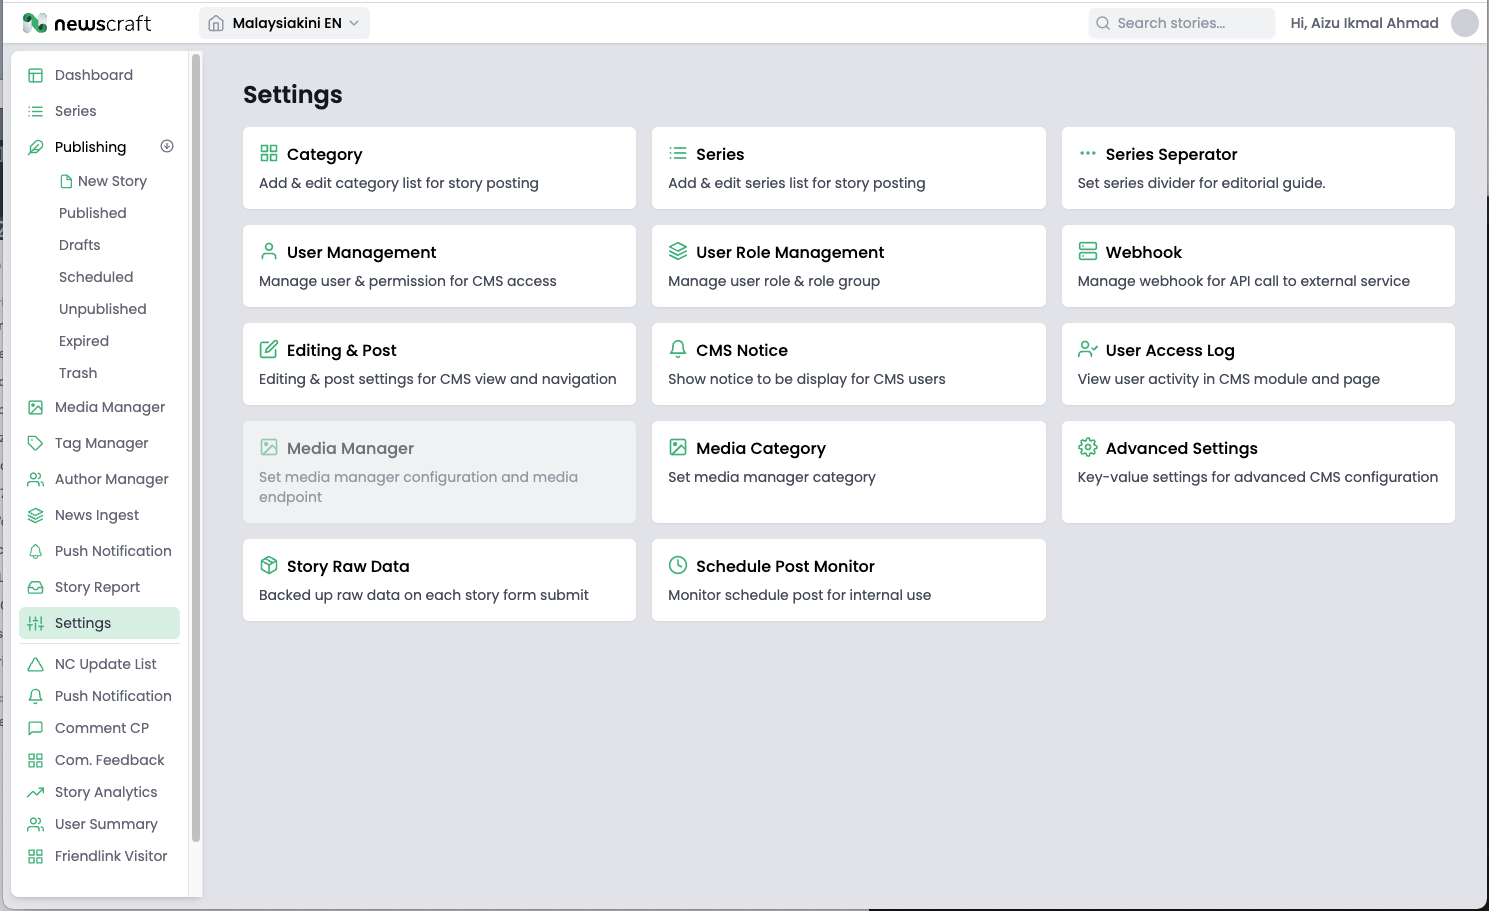 newscraft
Malaysiakini EN
Search stories...
Hi, Aizu Ikmal Ahmad
Dashboard
Series
Publishing
New Story
Published
Drafts
Scheduled
Unpublished
Expired
Trash
Media Manager
Tag Manager
Author Manager
News Ingest
Push Notification
Story Report
Settings
NC Update List
Push Notification
Comment CP
Com. Feedback
Story Analytics
User Summary
Friendlink Visitor
Settings
Category
Add & edit category list for story posting
Series
Add & edit series list for story posting
Series Seperator
Set series divider for editorial guide.
User Management
Manage user & permission for CMS access
User Role Management
Manage user role & role group
Webhook
Manage webhook for API call to external service
Editing & Post
Editing & post settings for CMS view and navigation
CMS Notice
Show notice to be display for CMS users
User Access Log
View user activity in CMS module and page
Media Manager
Set media manager configuration and media
endpoint
Media Category
Set media manager category
Advanced Settings
Key-value settings for advanced CMS configuration
Story Raw Data
Backed up raw data on each story form submit
Schedule Post Monitor
Monitor schedule post for internal use